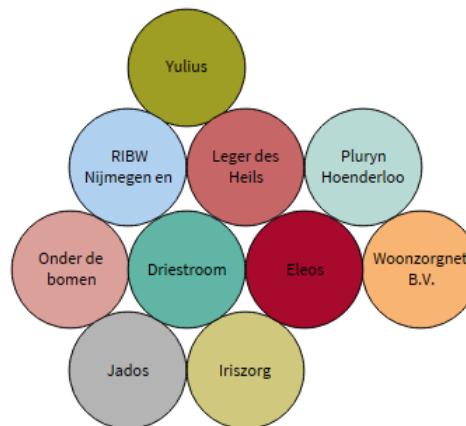 Yulius
RIBW
Nijmegen en
Leger des
Heils
Pluryn
Hoenderloo
Onder de
bomen
Driestroom
Eleos
Woonzorgnet
B.V.
Jados
Iriszorg